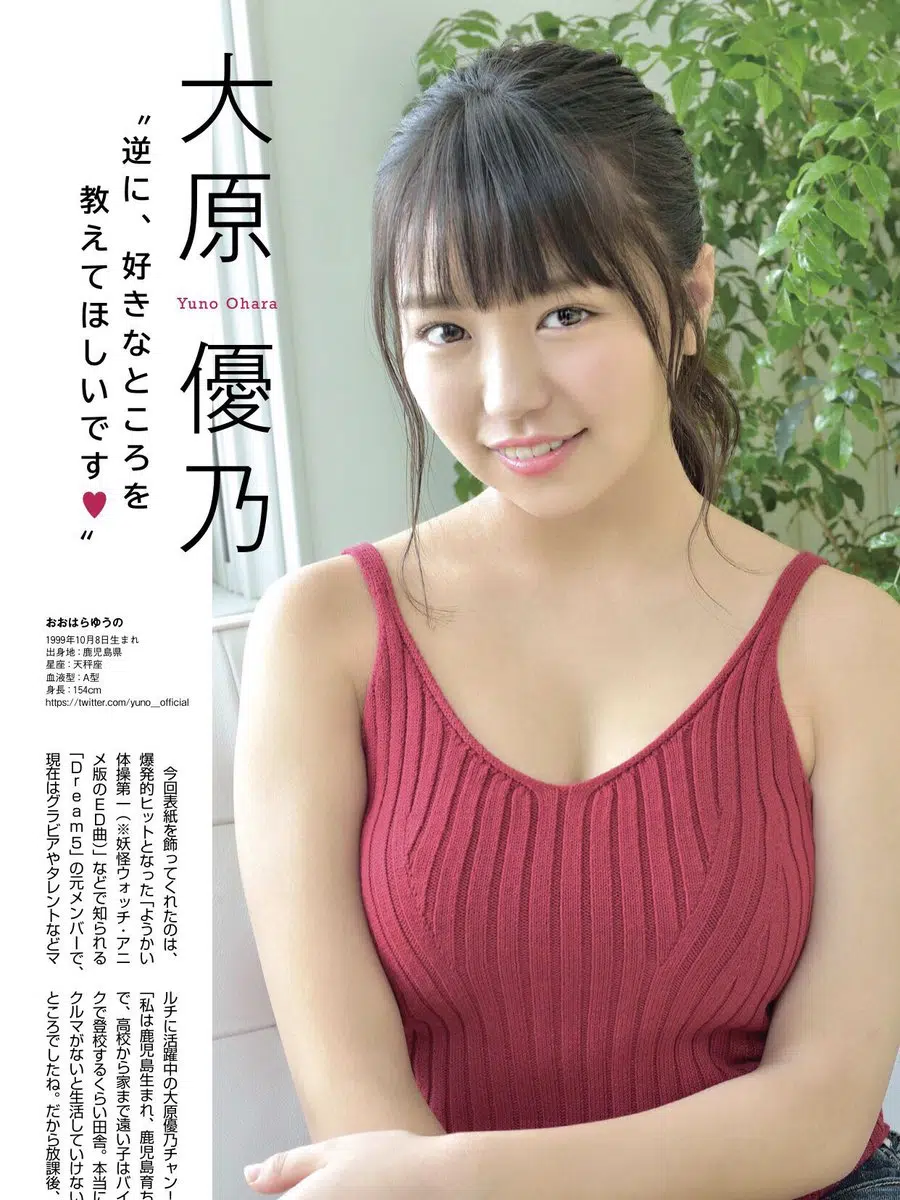 大原 優乃
Yuno Ohara
〝逆に、好きなところを
教えてほしいです♥〟
おおはらゆうの
1999年10月8日生まれ
出身地：鹿児島県
星座：天秤座
血液型：A型
身長：154cm
https://twitter.com/yuno__official
今回表紙を飾ってくれたのは、
爆発的ヒットとなった「ようかい
体操第一（※妖怪ウォッチ・アニ
メ版のＥＤ曲）」などで知られる
「Ｄｒｅａｍ５」の元メンバーで、
現在はグラビアやタレントなどマ
ルチに活躍中の大原優乃チャン！
「私は鹿児島生まれ、鹿児島育ち
で、高校から家まで遠い子はバイ
クで登校するくらい田舎。本当に
クルマがないと生活していけない
ところでしたね。だから放課後、